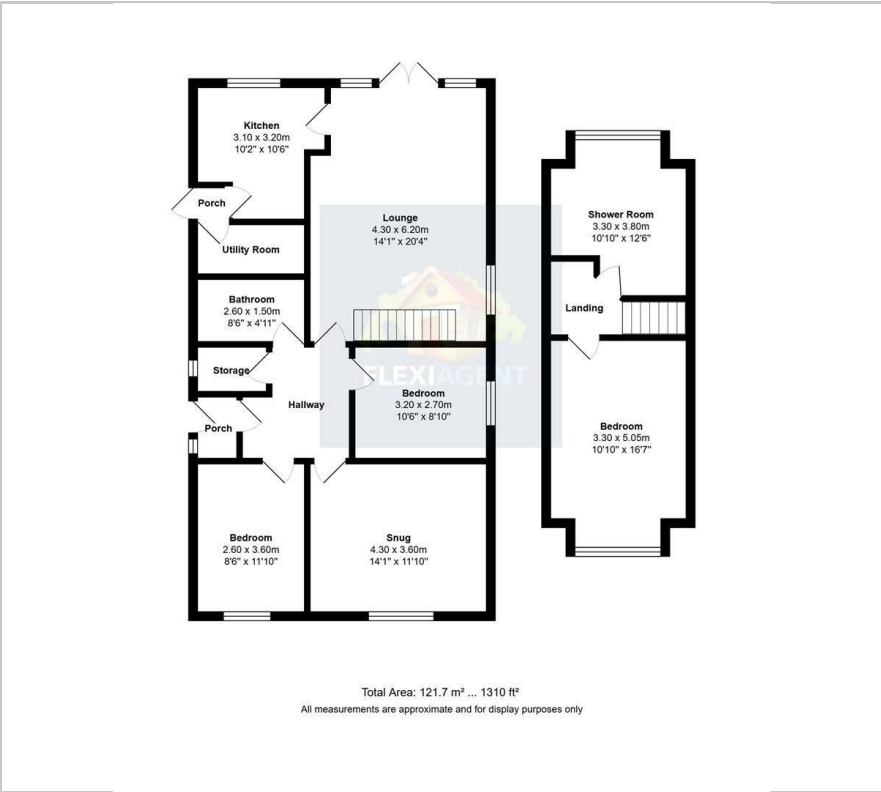 Kitchen
3.10 x 3.20m
10'2" x 10'6"
Porch
Utility Room
Lounge
4.30 x 6.20m
14'1" x 20'4"
Bathroom
2.60 x 1.50m
8'6" x 4'11"
Storage
Hallway
Bedroom
3.20 x 2.70m
10'6" x 8'10"
Porch
Bedroom
2.60 x 3.60m
8'6" x 11'10"
Snug
4.30 x 3.60m
14'1" x 11'10"
Shower Room
3.30 x 3.80m
10'10" x 12'6"
Landing
Bedroom
3.30 x 5.05m
10'10" x 16'7"
FLEXIAGENT
Total Area: 121.7 m² ... 1310 ft²
All measurements are approximate and for display purposes only